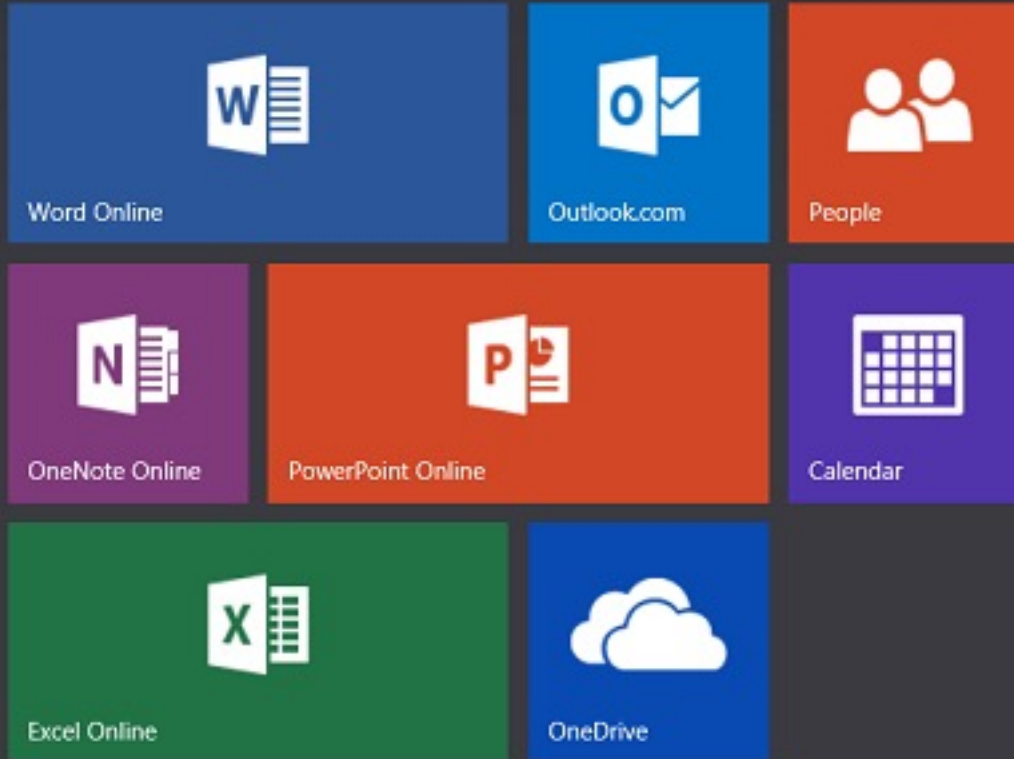 W
Word Online
O
Outlook.com
People
N
OneNote Online
P
PowerPoint Online
Calendar
X
Excel Online
OneDrive